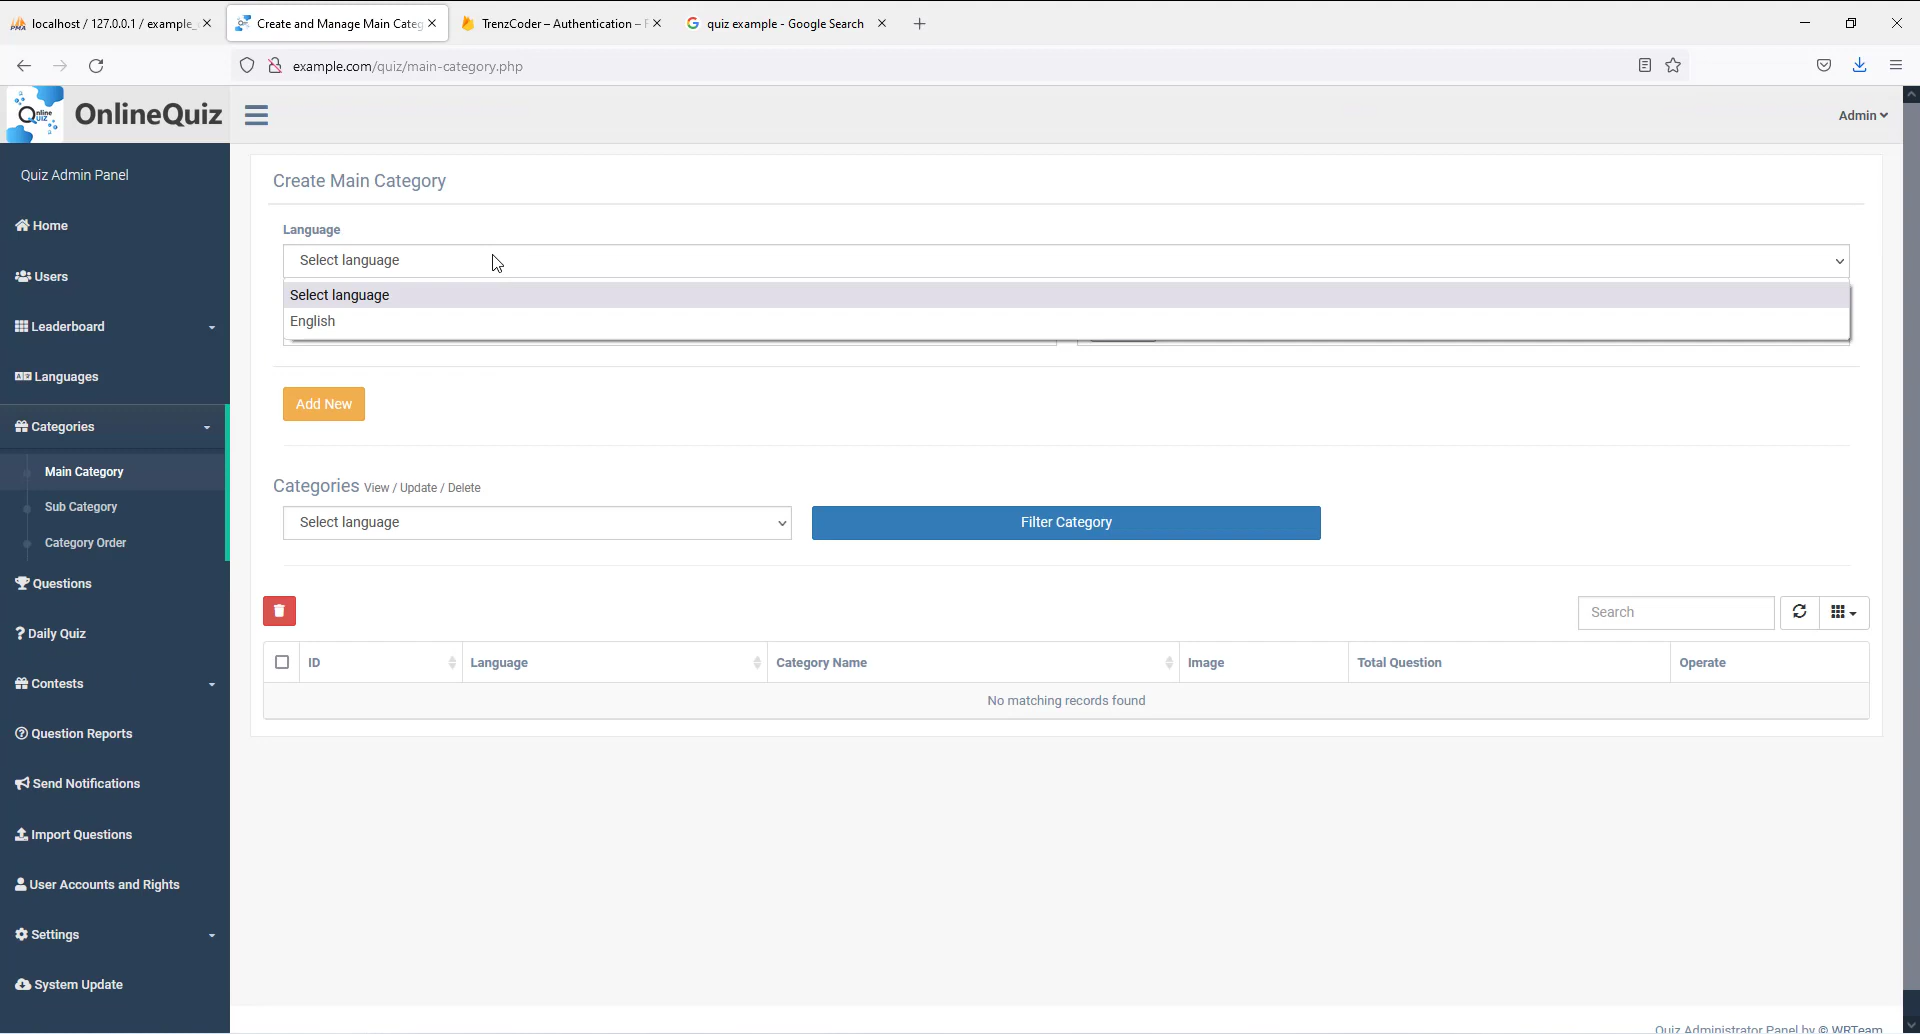 localhost / 127.0.0.1 / example_
Create and Manage Main Categ
TrenzCoder – Authentication –
quiz example - Google Search
example.com/quiz/main-category.php
Online Quiz
OnlineQuiz
Admin
Quiz Admin Panel
Home
Users
Leaderboard
Languages
Categories
Main Category
Sub Category
Category Order
Questions
Daily Quiz
Contests
Question Reports
Send Notifications
Import Questions
User Accounts and Rights
Settings
System Update
Create Main Category
Language
Select language
Select language
English
Add New
Categories View / Update / Delete
Select language
Filter Category
Search
ID Language Category Name Image Total Question Operate
No matching records found
Quiz Administrator Panel by © WRTeam